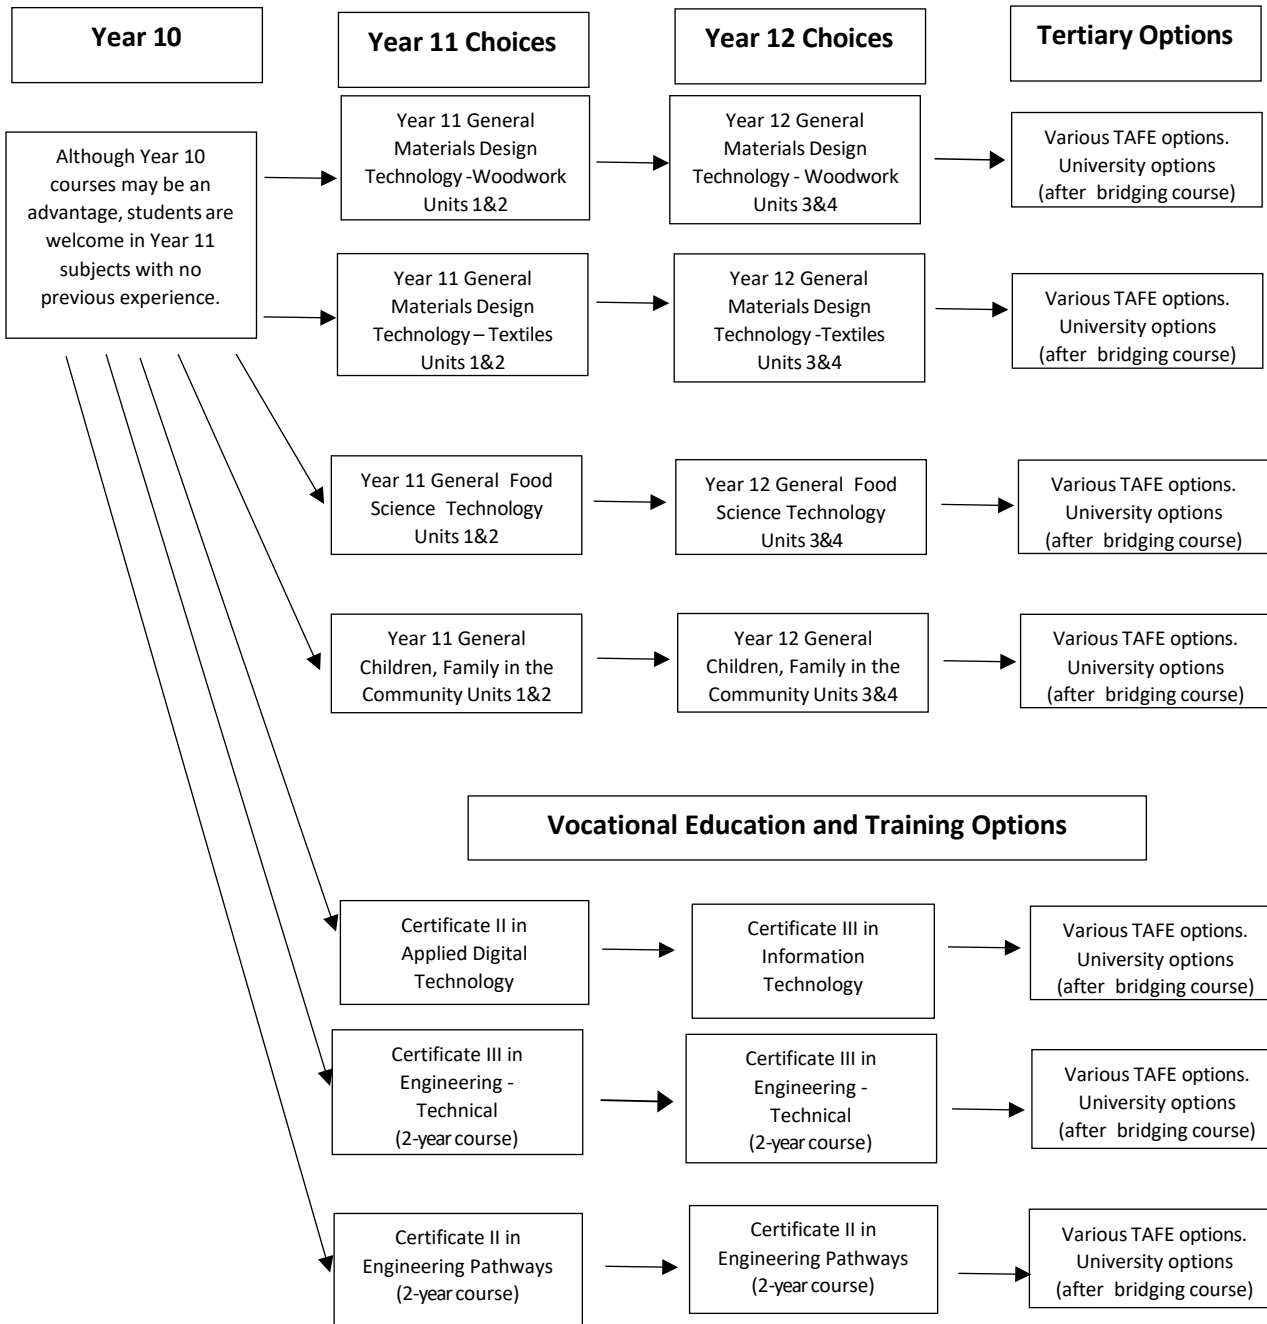 Year 10
Year 11 Choices
Year 12 Choices
Tertiary Options
Although Year 10
courses may be an
advantage, students are
welcome in Year 11
subjects with no
previous experience.
Year 11 General
Materials Design
Technology -Woodwork
Units 1&2
Year 12 General
Materials Design
Technology - Woodwork
Units 3&4
Various TAFE options.
University options
(after bridging course)
Year 11 General
Materials Design
Technology – Textiles
Units 1&2
Year 12 General
Materials Design
Technology -Textiles
Units 3&4
Various TAFE options.
University options
(after bridging course)
Year 11 General Food
Science Technology
Units 1&2
Year 12 General Food
Science Technology
Units 3&4
Various TAFE options.
University options
(after bridging course)
Year 11 General
Children, Family in the
Community Units 1&2
Year 12 General
Children, Family in the
Community Units 3&4
Various TAFE options.
University options
(after bridging course)
Vocational Education and Training Options
Certificate II in
Applied Digital
Technology
Certificate III in
Information
Technology
Various TAFE options.
University options
(after bridging course)
Certificate III in
Engineering -
Technical
(2-year course)
Certificate III in
Engineering -
Technical
(2-year course)
Various TAFE options.
University options
(after bridging course)
Certificate II in
Engineering Pathways
(2-year course)
Certificate II in
Engineering Pathways
(2-year course)
Various TAFE options.
University options
(after bridging course)